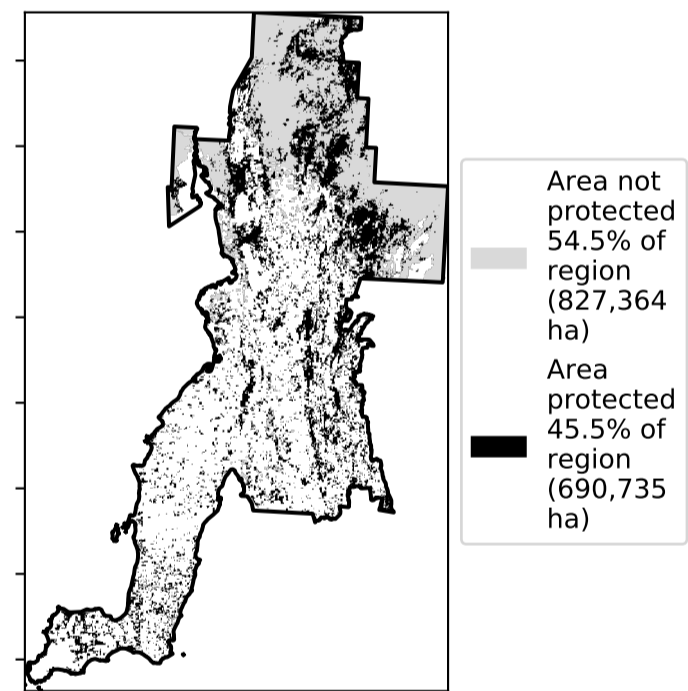 Area not
protected
54.5% of
region
(827,364
ha)
Area
protected
45.5% of
region
(690,735
ha)